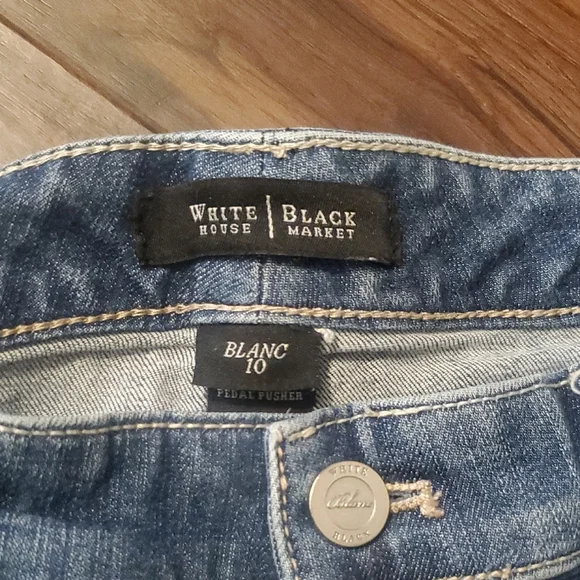 WHITE | BLACK
HOUSE | MARKET
BLANC
10
PEDAL PUSHER
WHITE
Blanc
BLACK